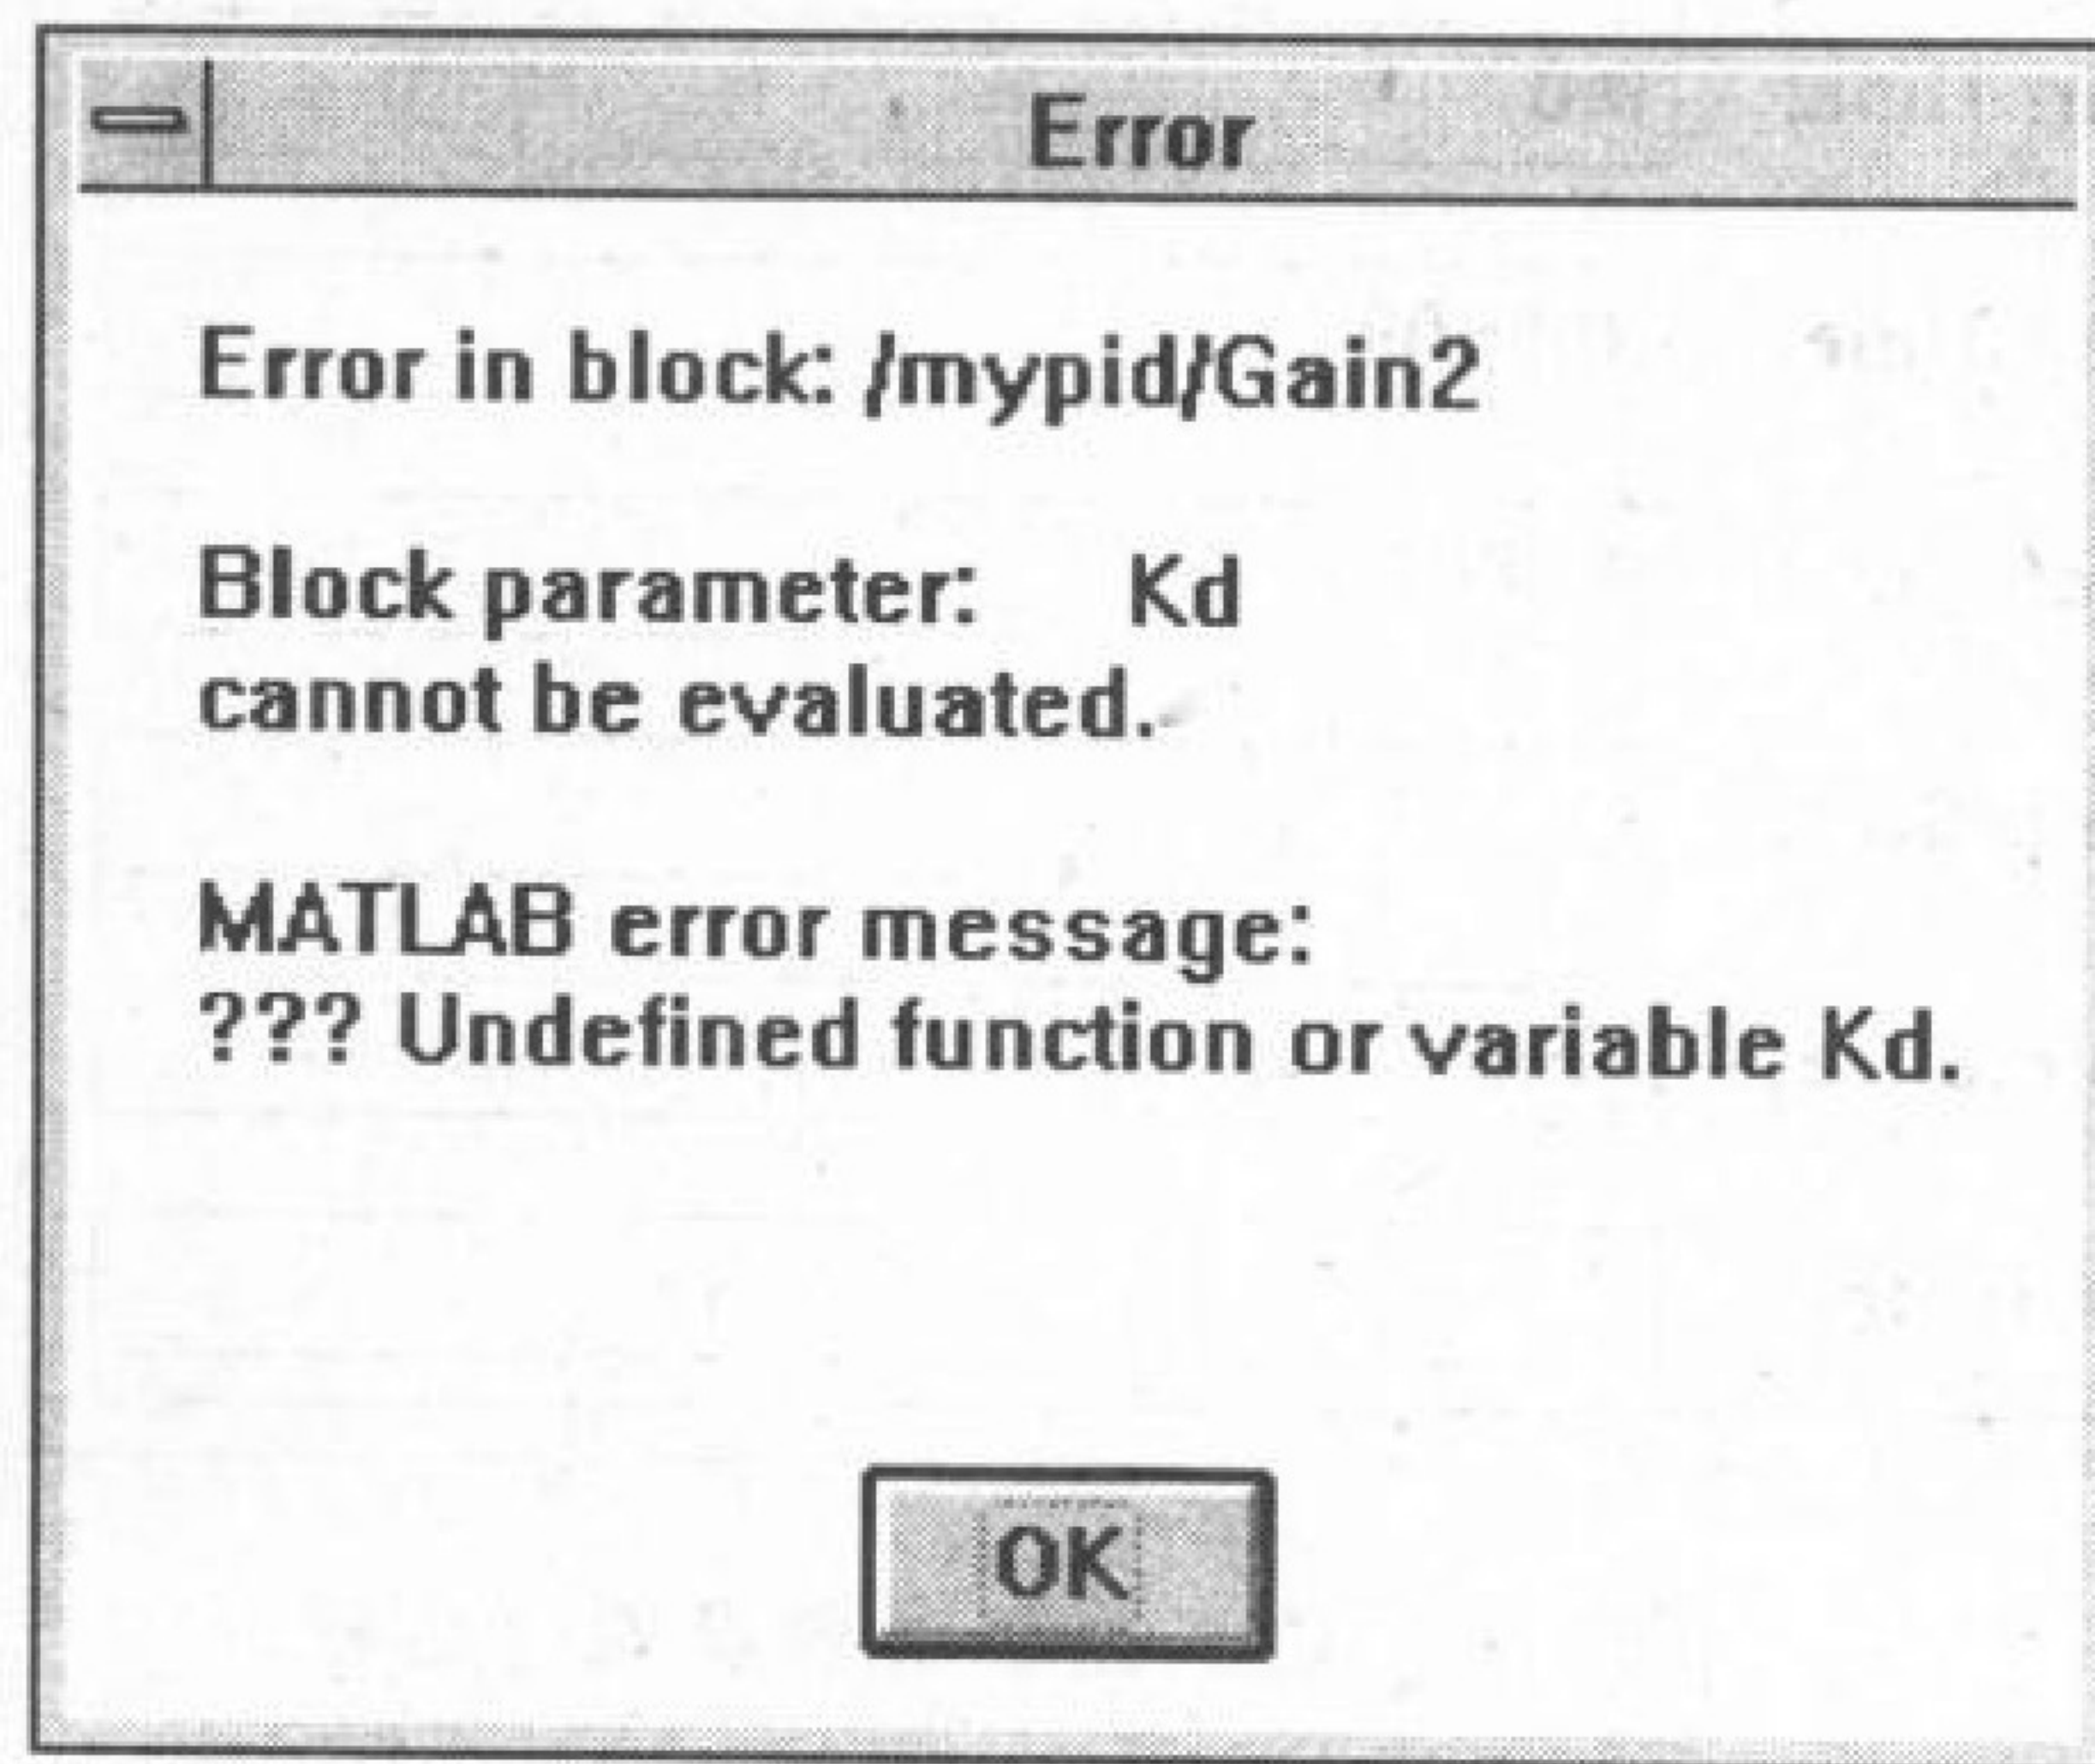 Error
Error in block: /mypid/Gain2
Block parameter: Kd
cannot be evaluated.
MATLAB error message:
??? Undefined function or variable Kd.
OK